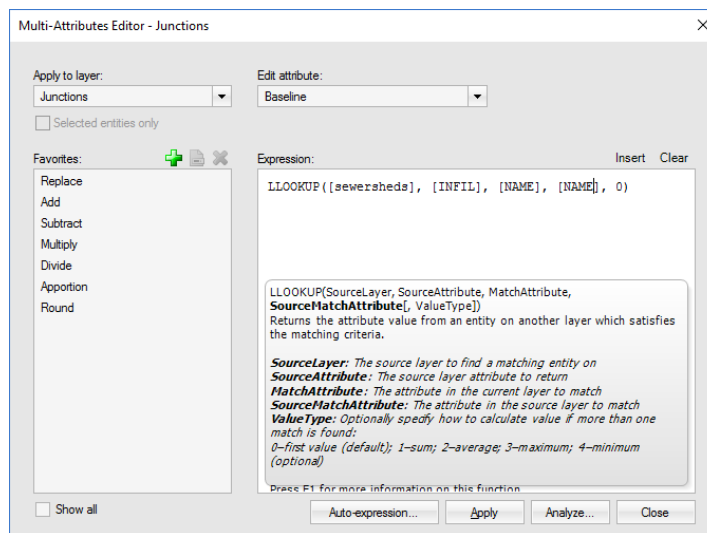 Multi-Attributes Editor - Junctions
Apply to layer:
Edit attribute:
Junctions
Baseline
Selected entities only
Favorites:
Expression:
Insert Clear
Replace
Add
Subtract
Multiply
Divide
Apportion
Round
LLOOKUP([sewersheds], [INFIL], [NAME], [NAME], 0)
LLOOKUP(SourceLayer, SourceAttribute, MatchAttribute,
SourceMatchAttribute[, ValueType])
Returns the attribute value from an entity on another layer which satisfies
the matching criteria.
SourceLayer: The source layer to find a matching entity on
SourceAttribute: The source layer attribute to return
MatchAttribute: The attribute in the current layer to match
SourceMatchAttribute: The attribute in the source layer to match
ValueType: Optionally specify how to calculate value if more than one
match is found:
0–first value (default); 1–sum; 2–average; 3–maximum; 4–minimum
(optional)
Press F1 for more information on this function
Show all
Auto-expression...
Apply
Analyze...
Close